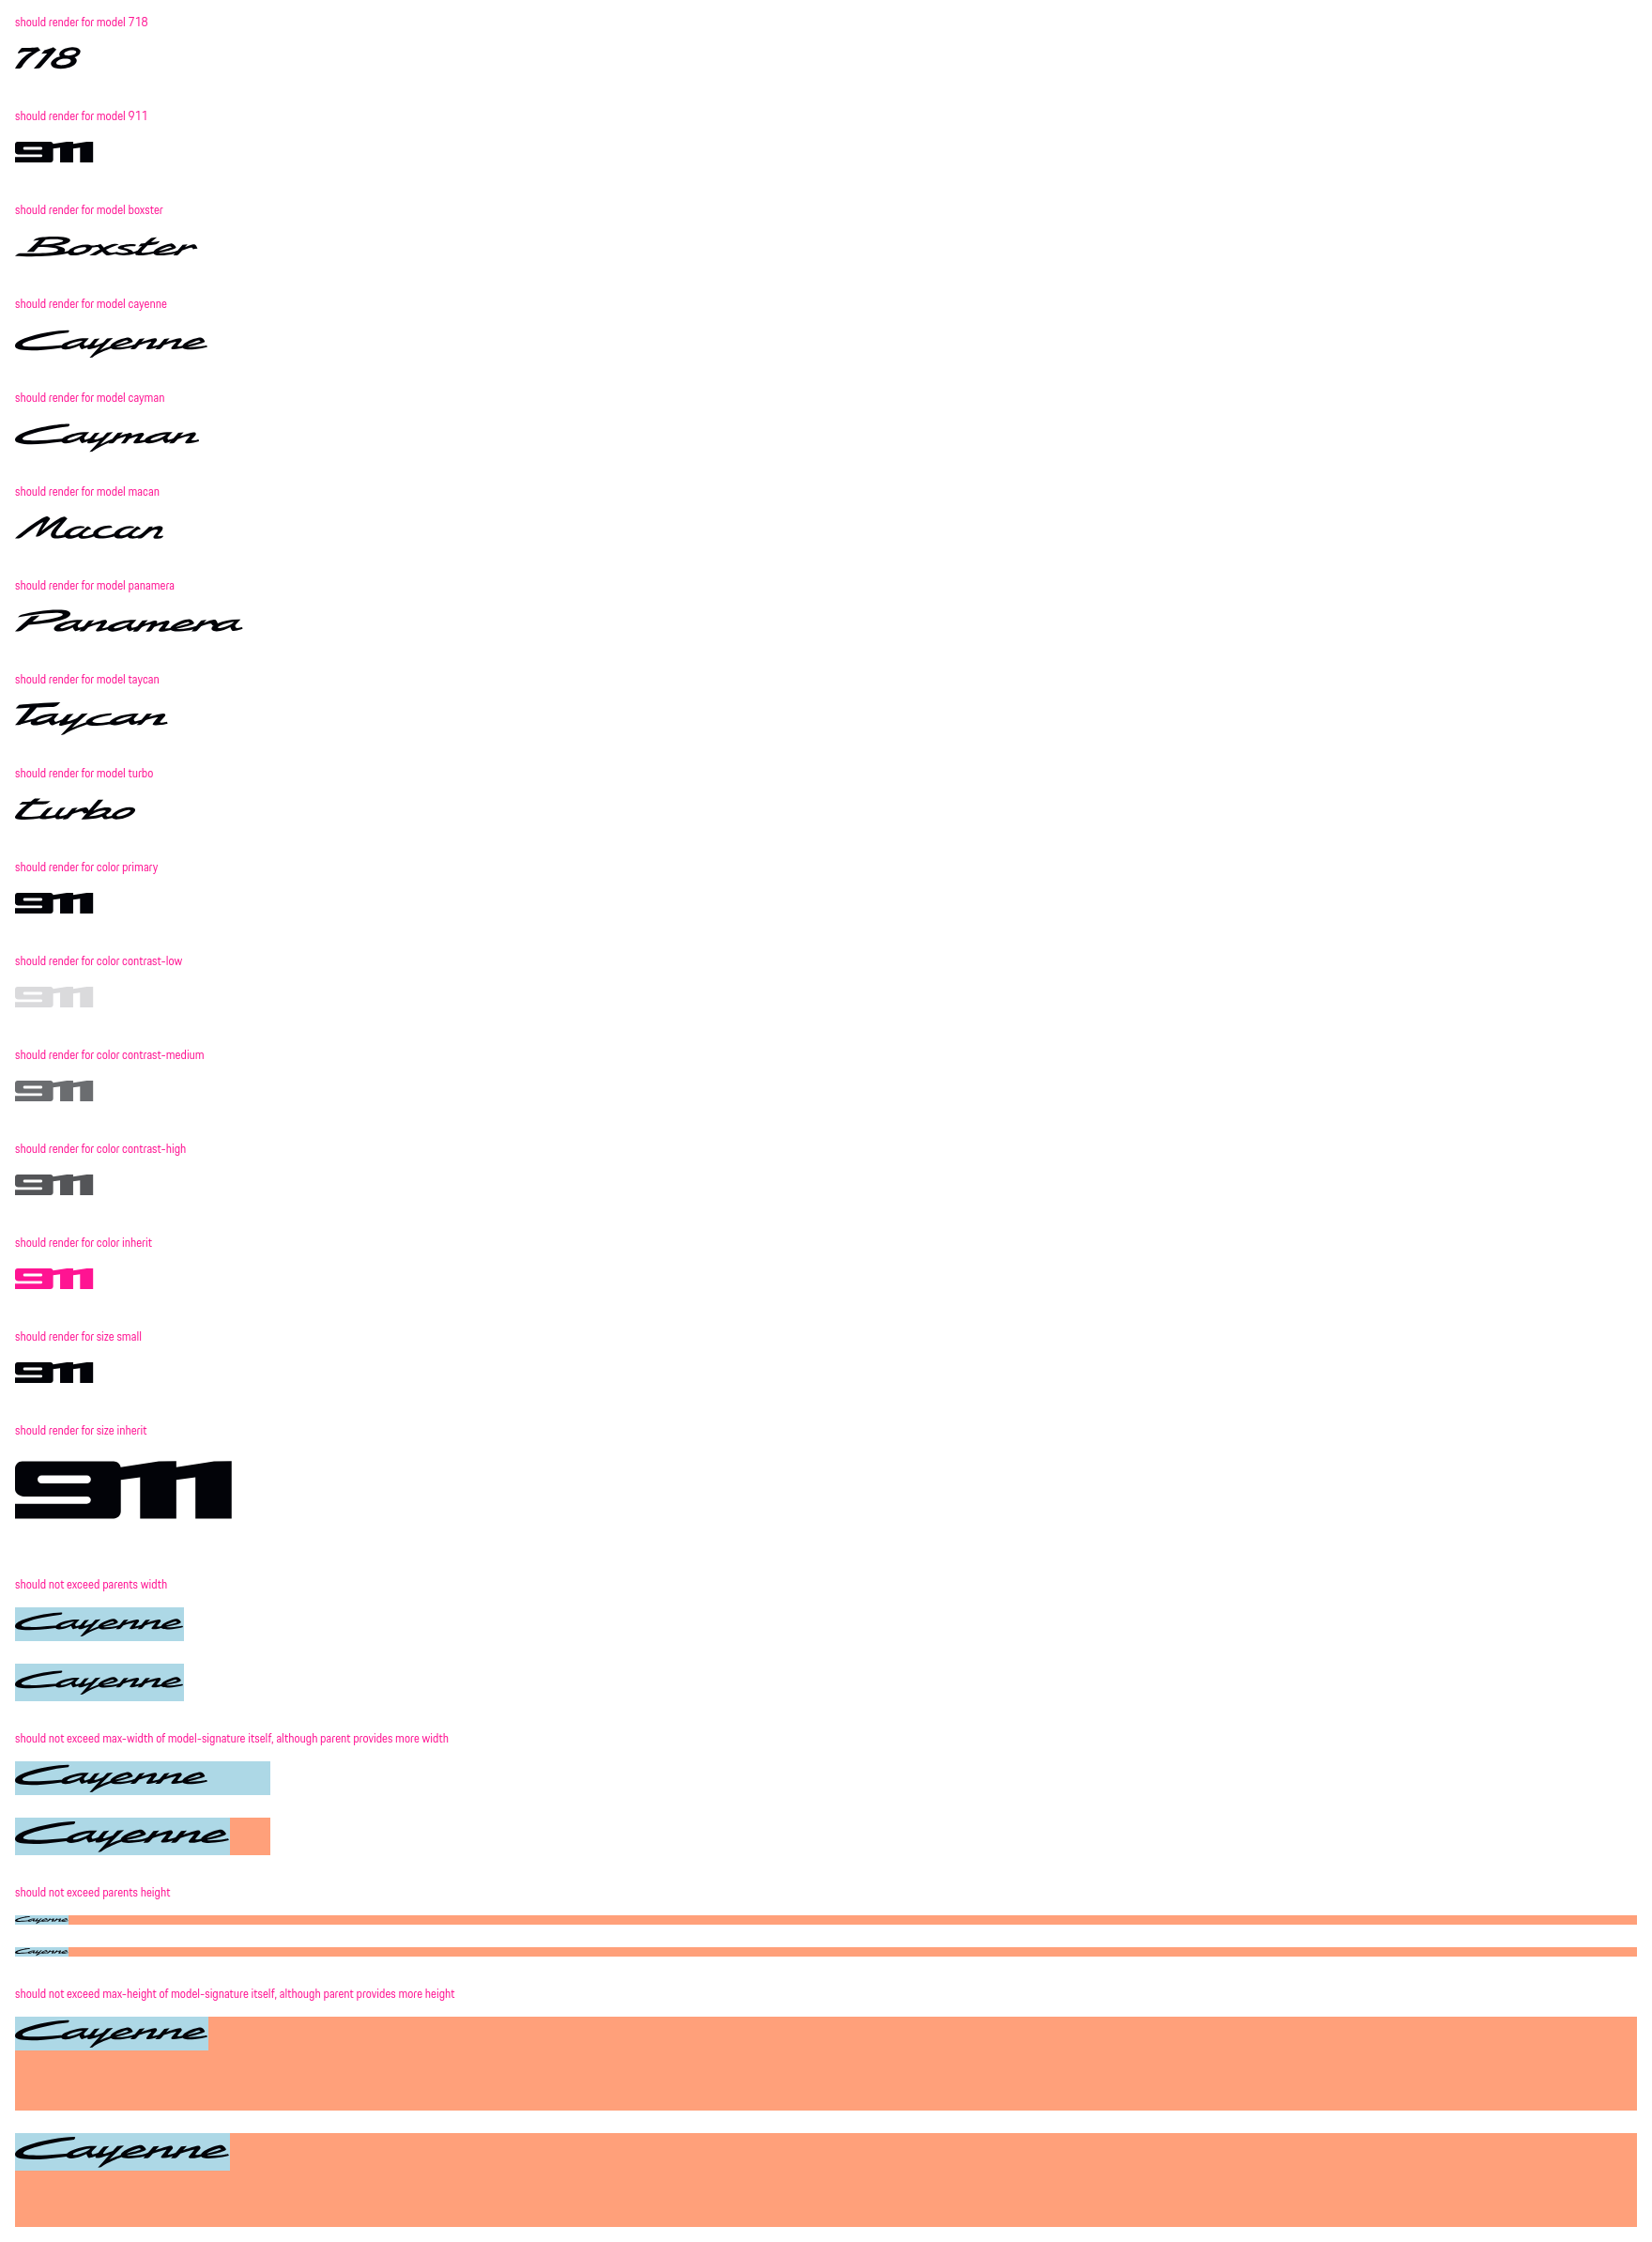 should render for model 718
718
should render for model 911
911
should render for model boxster
Boxster
should render for model cayenne
Cayenne
should render for model cayman
Cayman
should render for model macan
Macan
should render for model panamera
Panamera
should render for model taycan
Taycan
should render for model turbo
turbo
should render for color primary
911
should render for color contrast-low
911
should render for color contrast-medium
911
should render for color contrast-high
911
should render for color inherit
911
should render for size small
911
should render for size inherit
911
should not exceed parents width
Cayenne
Cayenne
should not exceed max-width of model-signature itself, although parent provides more width
Cayenne
Cayenne
should not exceed parents height
Cayenne
Cayenne
should not exceed max-height of model-signature itself, although parent provides more height
Cayenne
Cayenne